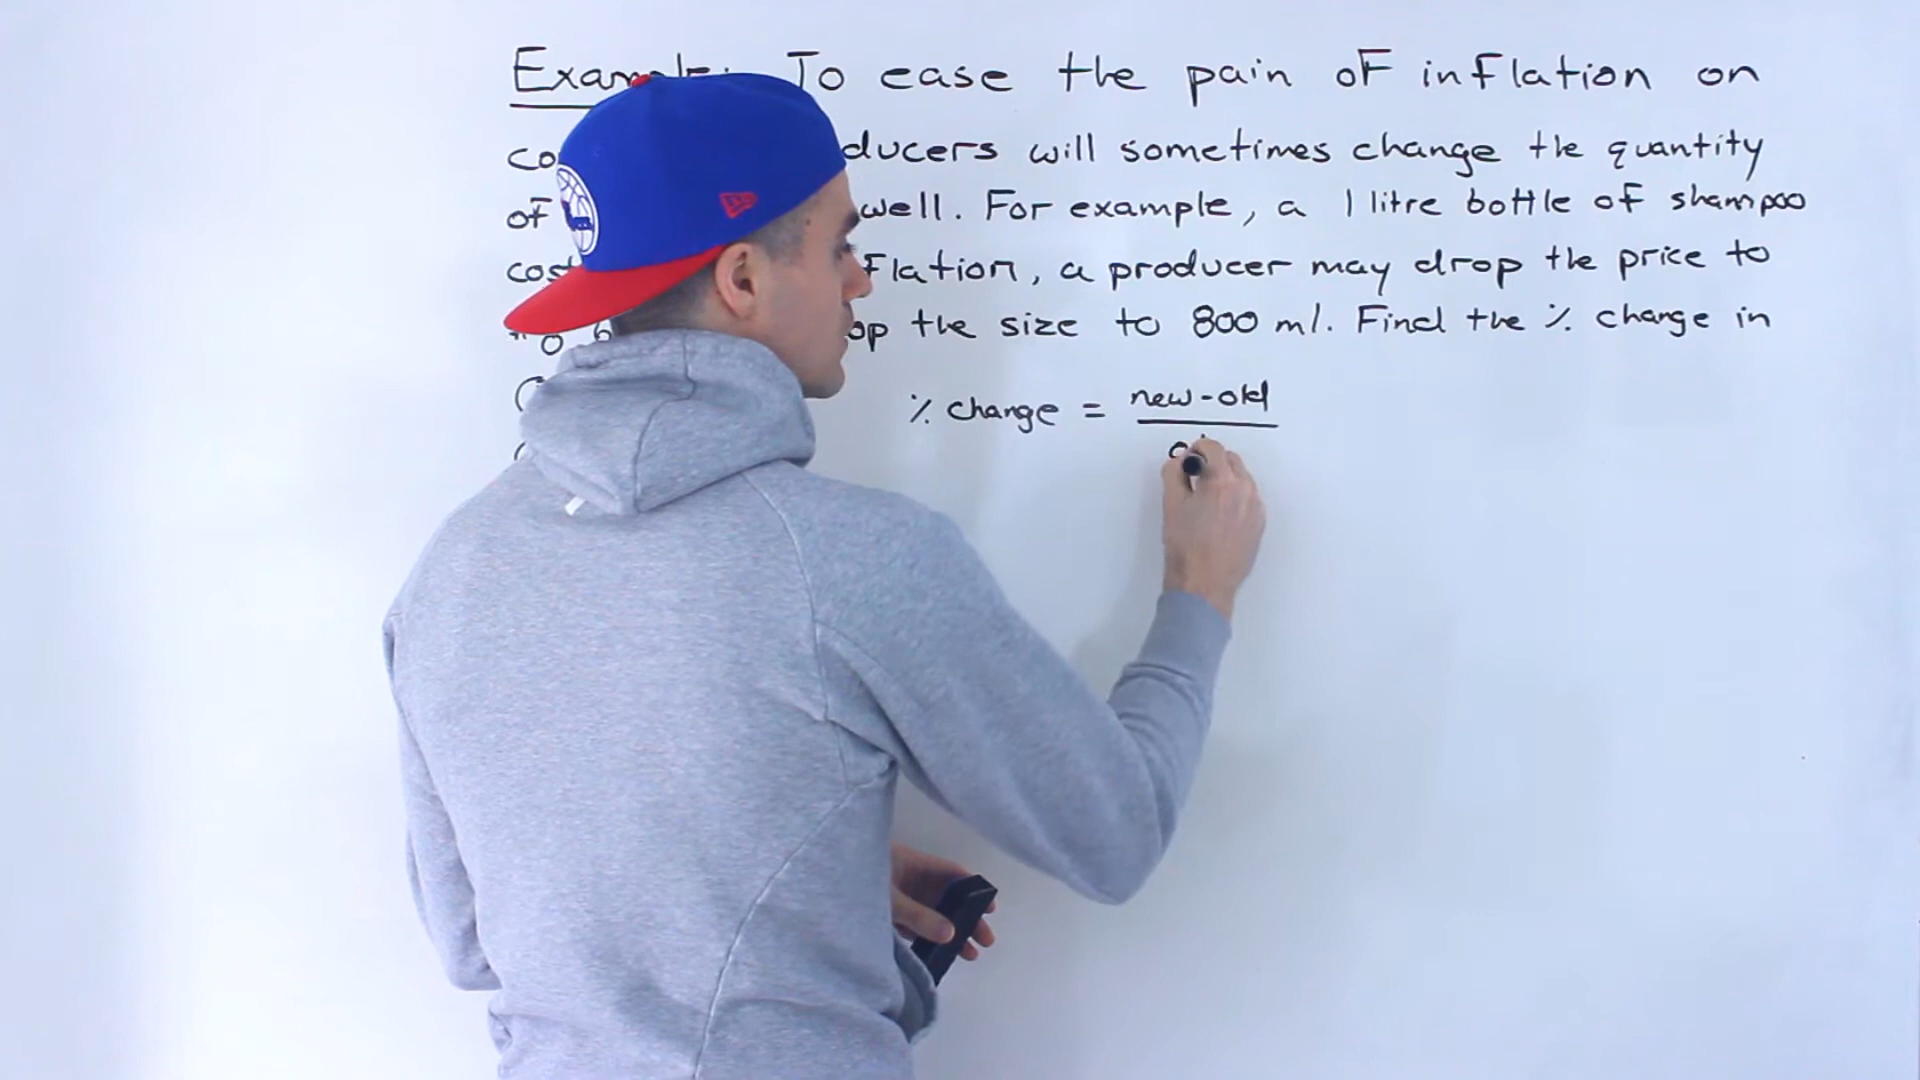 Example: To ease the pain of inflation on
co ducers will sometimes change the quantity
of well. For example, a 1 litre bottle of shampoo
cost flation, a producer may drop the price to
op the size to 800 ml. Find the % change in
% change = new-old